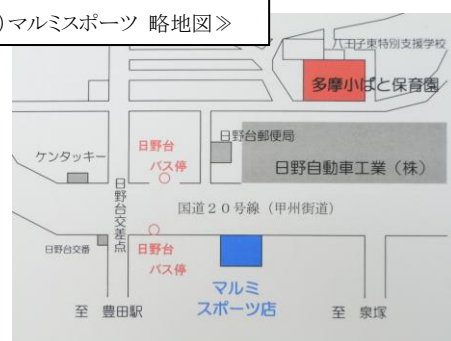 ）マルミスポーツ 略地図≫
八王子東特別支援学校
多摩小ばと保育園
日野台郵便局
日野台
バス停
ケンタッキー
日野自動車工業（株）
日野台交差点
国道２０号線（甲州街道）
日野台交番
日野台
バス停
マルミ
スポーツ店
至 豊田駅
至 泉塚